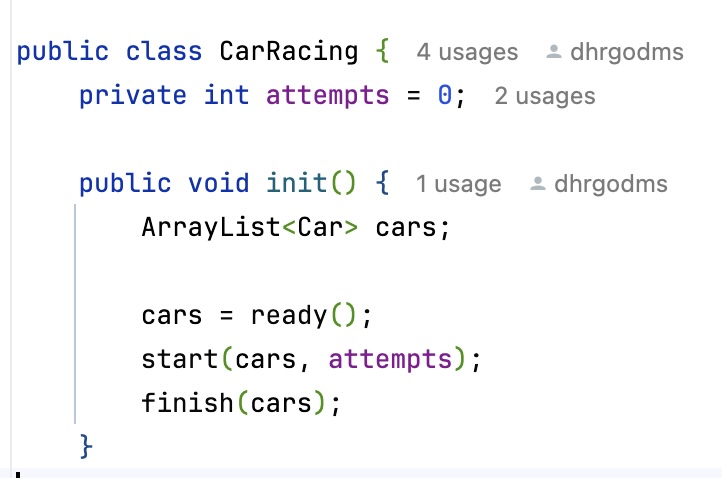 public class CarRacing {  4 usages  dhrgodms
    private int attempts = 0;  2 usages
    public void init() {  1 usage  dhrgodms
        ArrayList<Car> cars;
        cars = ready();
        start(cars, attempts);
        finish(cars);
    }